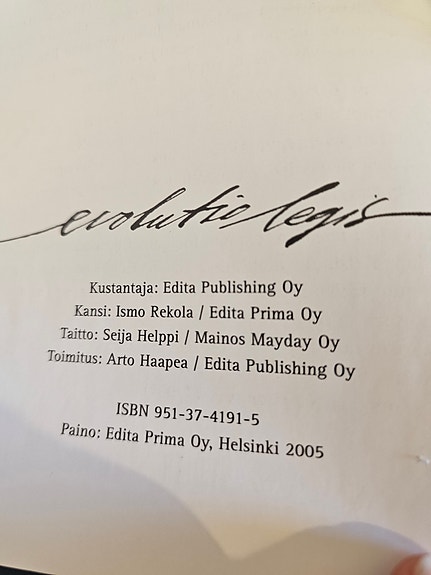 evolutio legis
Kustantaja: Edita Publishing Oy
Kansi: Ismo Rekola / Edita Prima Oy
Taitto: Seija Helppi / Mainos Mayday Oy
Toimitus: Arto Haapea / Edita Publishing Oy
ISBN 951-37-4191-5
Paino: Edita Prima Oy, Helsinki 2005